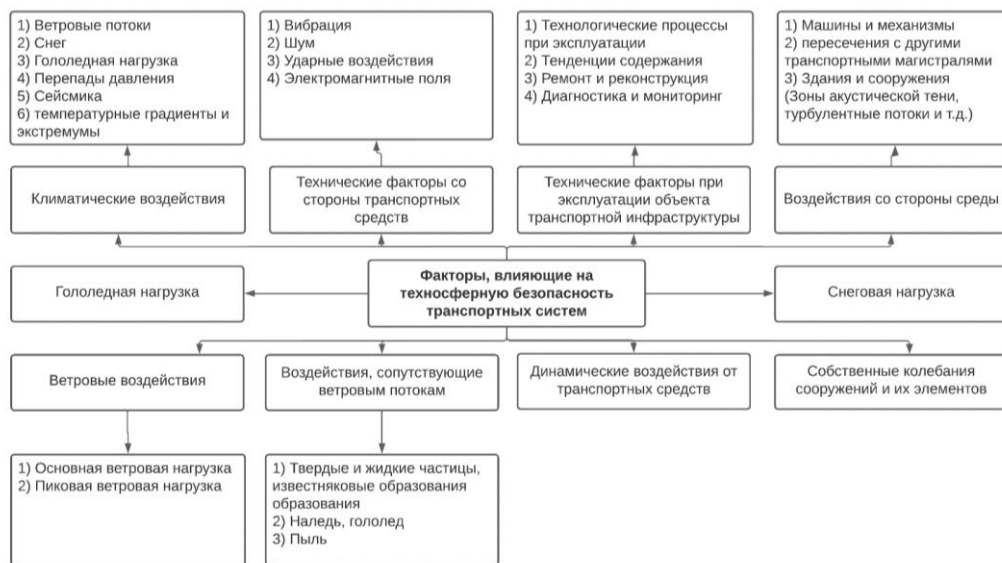 1) Ветровые потоки
2) Снег
3) Гололедная нагрузка
4) Перепады давления
5) Сейсмика
6) температурные градиенты и
экстремумы
1) Вибрация
2) Шум
3) Ударные воздействия
4) Электромагнитные поля
1) Технологические процессы
при эксплуатации
2) Тенденции содержания
3) Ремонт и реконструкция
4) Диагностика и мониторинг
1) Машины и механизмы
2) пересечения с другими
транспортными магистралями
3) Здания и сооружения
(Зоны акустической тени,
турбулентные потоки и т.д.)
Климатические воздействия
Технические факторы со
стороны транспортных
средств
Технические факторы при
эксплуатации объекта
транспортной инфраструктуры
Воздействия со стороны среды
Гололедная нагрузка
Факторы, влияющие на
техносферную безопасность
транспортных систем
Снеговая нагрузка
Ветровые воздействия
Воздействия, сопутствующие
ветровым потокам
Динамические воздействия от
транспортных средств
Собственные колебания
сооружений и их элементов
1) Основная ветровая нагрузка
2) Пиковая ветровая нагрузка
1) Твердые и жидкие частицы,
известняковые образования
образования
2) Наледь, гололед
3) Пыль